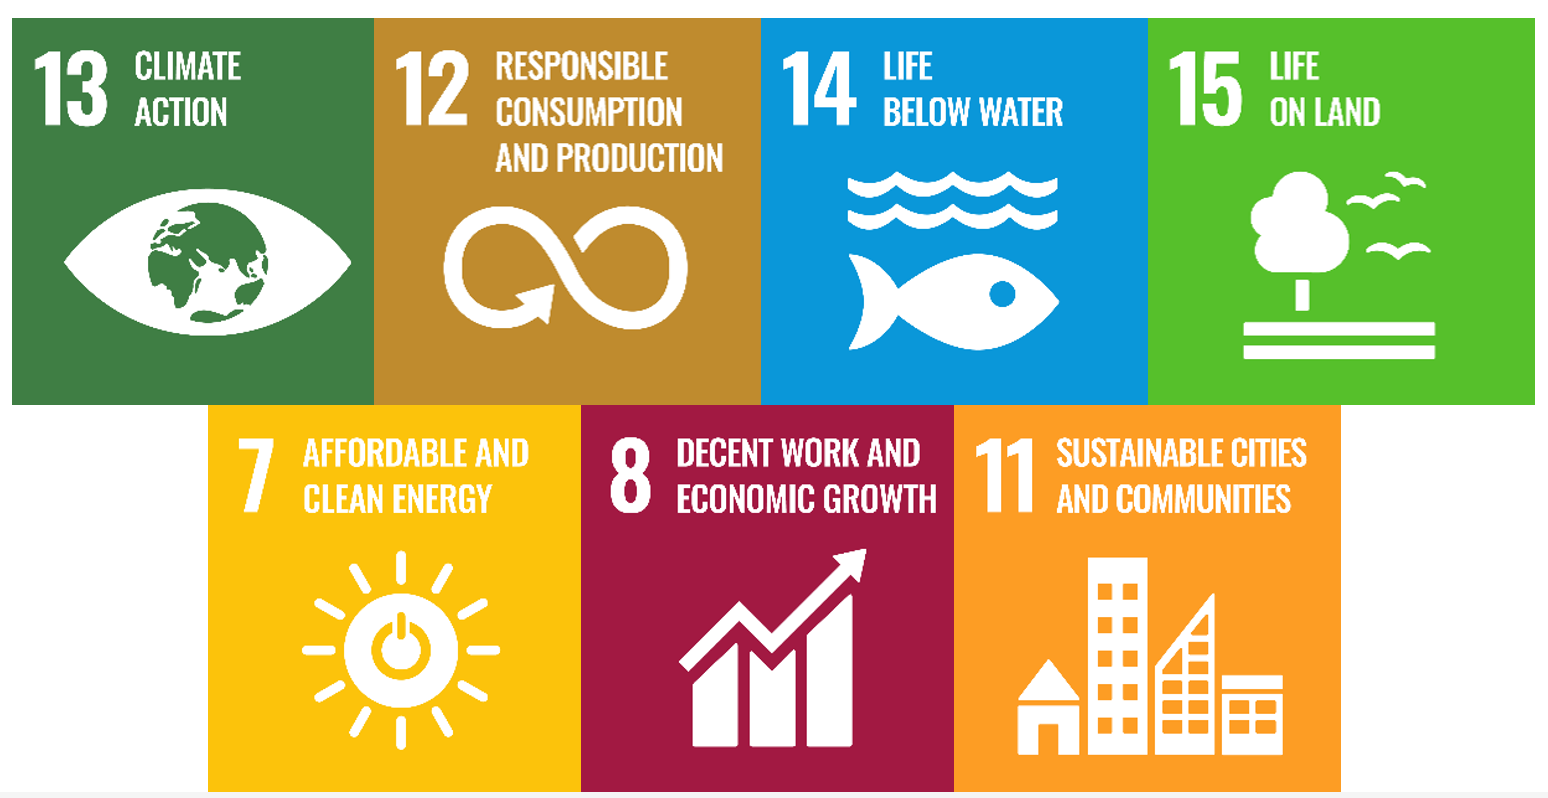 13 CLIMATE
ACTION
12 RESPONSIBLE
CONSUMPTION
AND PRODUCTION
14 LIFE
BELOW WATER
15 LIFE
ON LAND
7 AFFORDABLE AND
CLEAN ENERGY
8 DECENT WORK AND
ECONOMIC GROWTH
11 SUSTAINABLE CITIES
AND COMMUNITIES